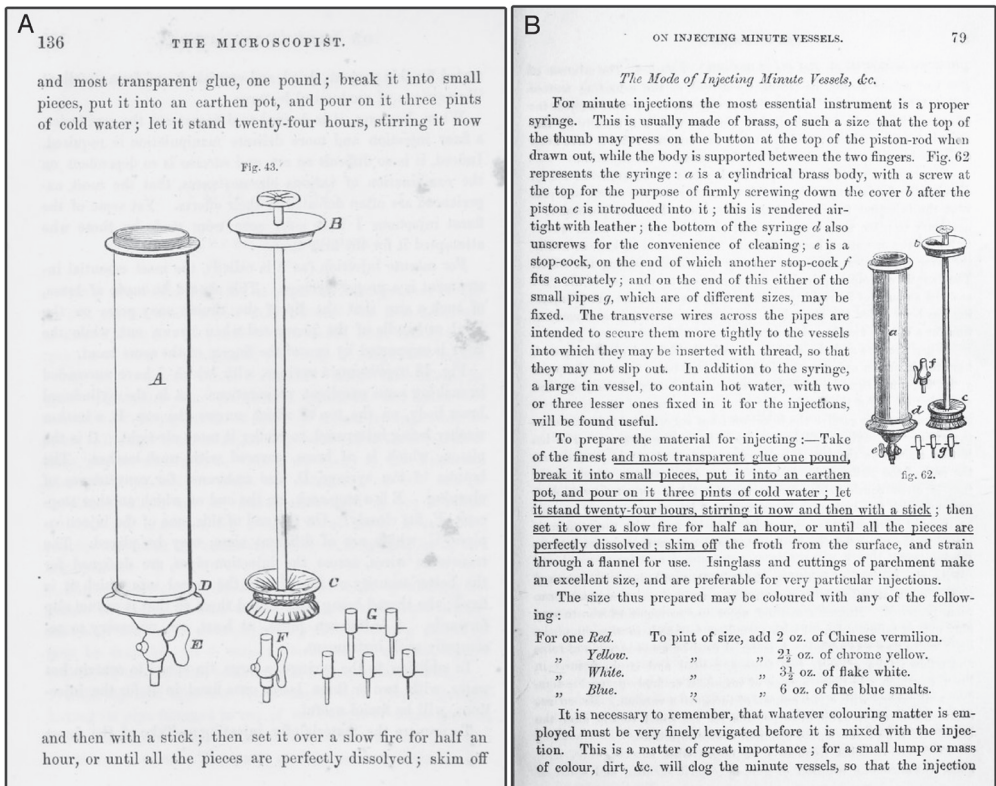 A
136
THE MICROSCOPIST.
and most transparent glue, one pound; break it into small
pieces, put it into an earthen pot, and pour on it three pints
of cold water; let it stand twenty-four hours, stirring it now
Fig. 43.
B
A
D
C
E
F
G
and then with a stick; then set it over a slow fire for half an
hour, or until all the pieces are perfectly dissolved; skim off
B
ON INJECTING MINUTE VESSELS.
79
The Mode of Injecting Minute Vessels, &c.
For minute injections the most essential instrument is a proper
syringe. This is usually made of brass, of such a size that the top of
the thumb may press on the button at the top of the piston-rod when
drawn out, while the body is supported between the two fingers. Fig. 62
represents the syringe: a is a cylindrical brass body, with a screw at
the top for the purpose of firmly screwing down the cover b after the
piston c is introduced into it; this is rendered air-
tight with leather; the bottom of the syringe d also
unscrews for the convenience of cleaning; e is a
stop-cock, on the end of which another stop-cock f
fits accurately; and on the end of this either of the
small pipes g, which are of different sizes, may be
fixed. The transverse wires across the pipes are
intended to secure them more tightly to the vessels
into which they may be inserted with thread, so that
they may not slip out. In addition to the syringe,
a large tin vessel, to contain hot water, with two
or three lesser ones fixed in it for the injections,
will be found useful.
b
a
f
c
d
e
g
fig. 62.
To prepare the material for injecting:—Take
of the finest and most transparent glue one pound,
break it into small pieces, put it into an earthen
pot, and pour on it three pints of cold water; let
it stand twenty-four hours, stirring it now and then with a stick; then
set it over a slow fire for half an hour, or until all the pieces are
perfectly dissolved; skim off the froth from the surface, and strain
through a flannel for use. Isinglass and cuttings of parchment make
an excellent size, and are preferable for very particular injections.
The size thus prepared may be coloured with any of the follow-
ing:
For one Red. To pint of size, add 2 oz. of Chinese vermilion.
„ Yellow. „ „ 2½ oz. of chrome yellow.
„ White. „ „ 3½ oz. of flake white.
„ Blue. „ „ 6 oz. of fine blue smalts.
It is necessary to remember, that whatever colouring matter is em-
ployed must be very finely levigated before it is mixed with the injec-
tion. This is a matter of great importance; for a small lump or mass
of colour, dirt, &c. will clog the minute vessels, so that the injection